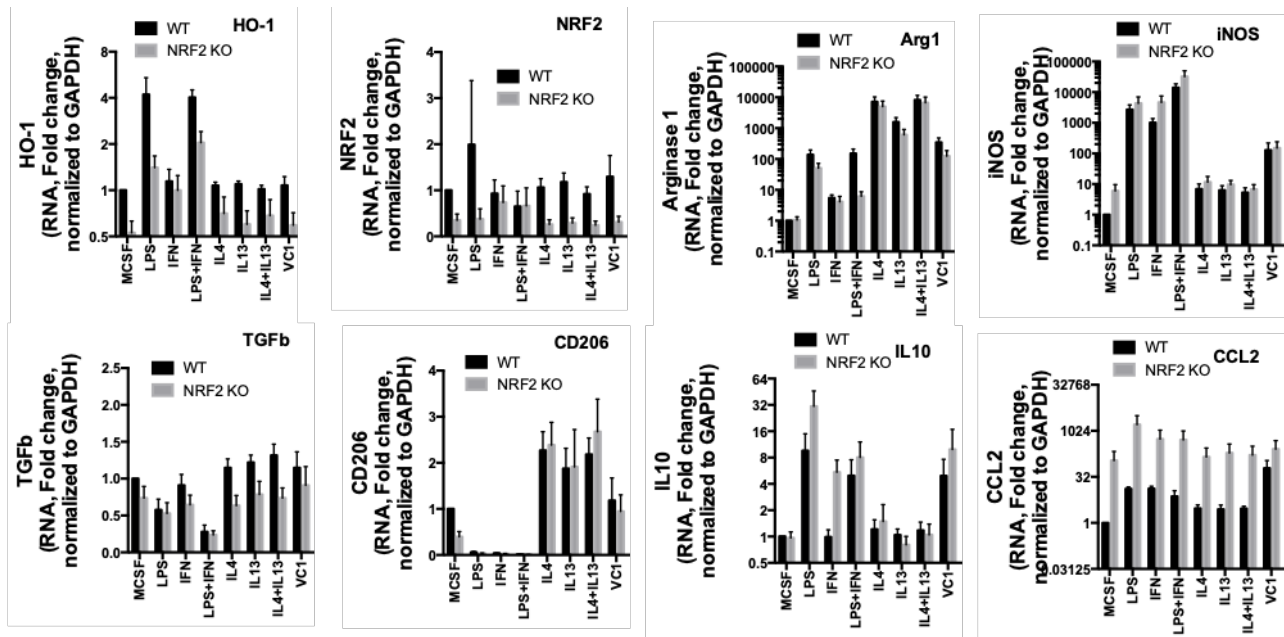 HO-1
WT
NRF2 KO
HO-1
(RNA, Fold change,
normalized to GAPDH)
8
4
2
1
0.5
MCSF
LPS
IFN
LPS+IFN
IL4
IL13
IL4+IL13
VC1
NRF2
WT
NRF2 KO
NRF2
(RNA, Fold change,
normalized to GAPDH)
4
3
2
1
0
MCSF
LPS
IFN
LPS+IFN
IL4
IL13
IL4+IL13
VC1
WT
NRF2 KO
Arg1
Arginase 1
(RNA, Fold change,
normalized to GAPDH)
100000
10000
1000
100
10
1
0.1
MCSF
LPS
IFN
LPS+IFN
IL4
IL13
IL4+IL13
VC1
WT
NRF2 KO
iNOS
iNOS
(RNA, Fold change,
normalized to GAPDH)
100000
10000
1000
100
10
1
0.1
MCSF
LPS
IFN
LPS+IFN
IL4
IL13
IL4+IL13
VC1
TGFb
WT
NRF2 KO
TGFb
(RNA, Fold change,
normalized to GAPDH)
2.5
2.0
1.5
1.0
0.5
0.0
MCSF
LPS
IFN
LPS+IFN
IL4
IL13
IL4+IL13
VC1
CD206
WT
NRF2 KO
CD206
(RNA, Fold change,
normalized to GAPDH)
4
3
2
1
0
MCSF
LPS
IFN
LPS+IFN
IL4
IL13
IL4+IL13
VC1
WT
NRF2 KO
IL10
IL10
(RNA, Fold change,
normalized to GAPDH)
64
32
16
8
4
2
1
0.5
MCSF
LPS
IFN
LPS+IFN
IL4
IL13
IL4+IL13
VC1
WT
NRF2 KO
CCL2
CCL2
(RNA, Fold change,
normalized to GAPDH)
32768
1024
32
1
0.03125
MCSF
LPS
IFN
LPS+IFN
IL4
IL13
IL4+IL13
VC1